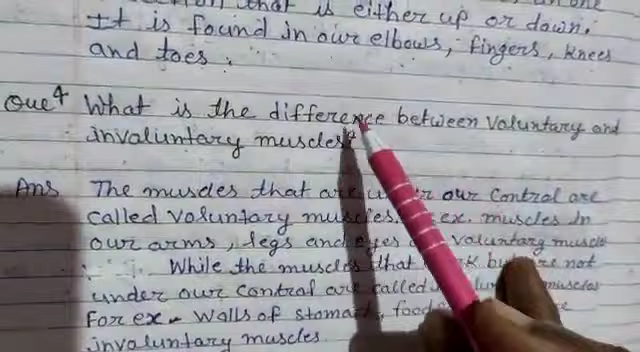 that is either up or down.
It is found in our elbows, fingers, knees
and toes.
Que 4 What is the difference between voluntary and
involuntary muscles?
Ans The muscles that are our control are
called voluntary muscles. ex. muscles in
our arms, legs and eyes voluntary muscle
While the muscles that but are not
under our control are called muscles
For ex - walls of stomach, food
involuntary muscles